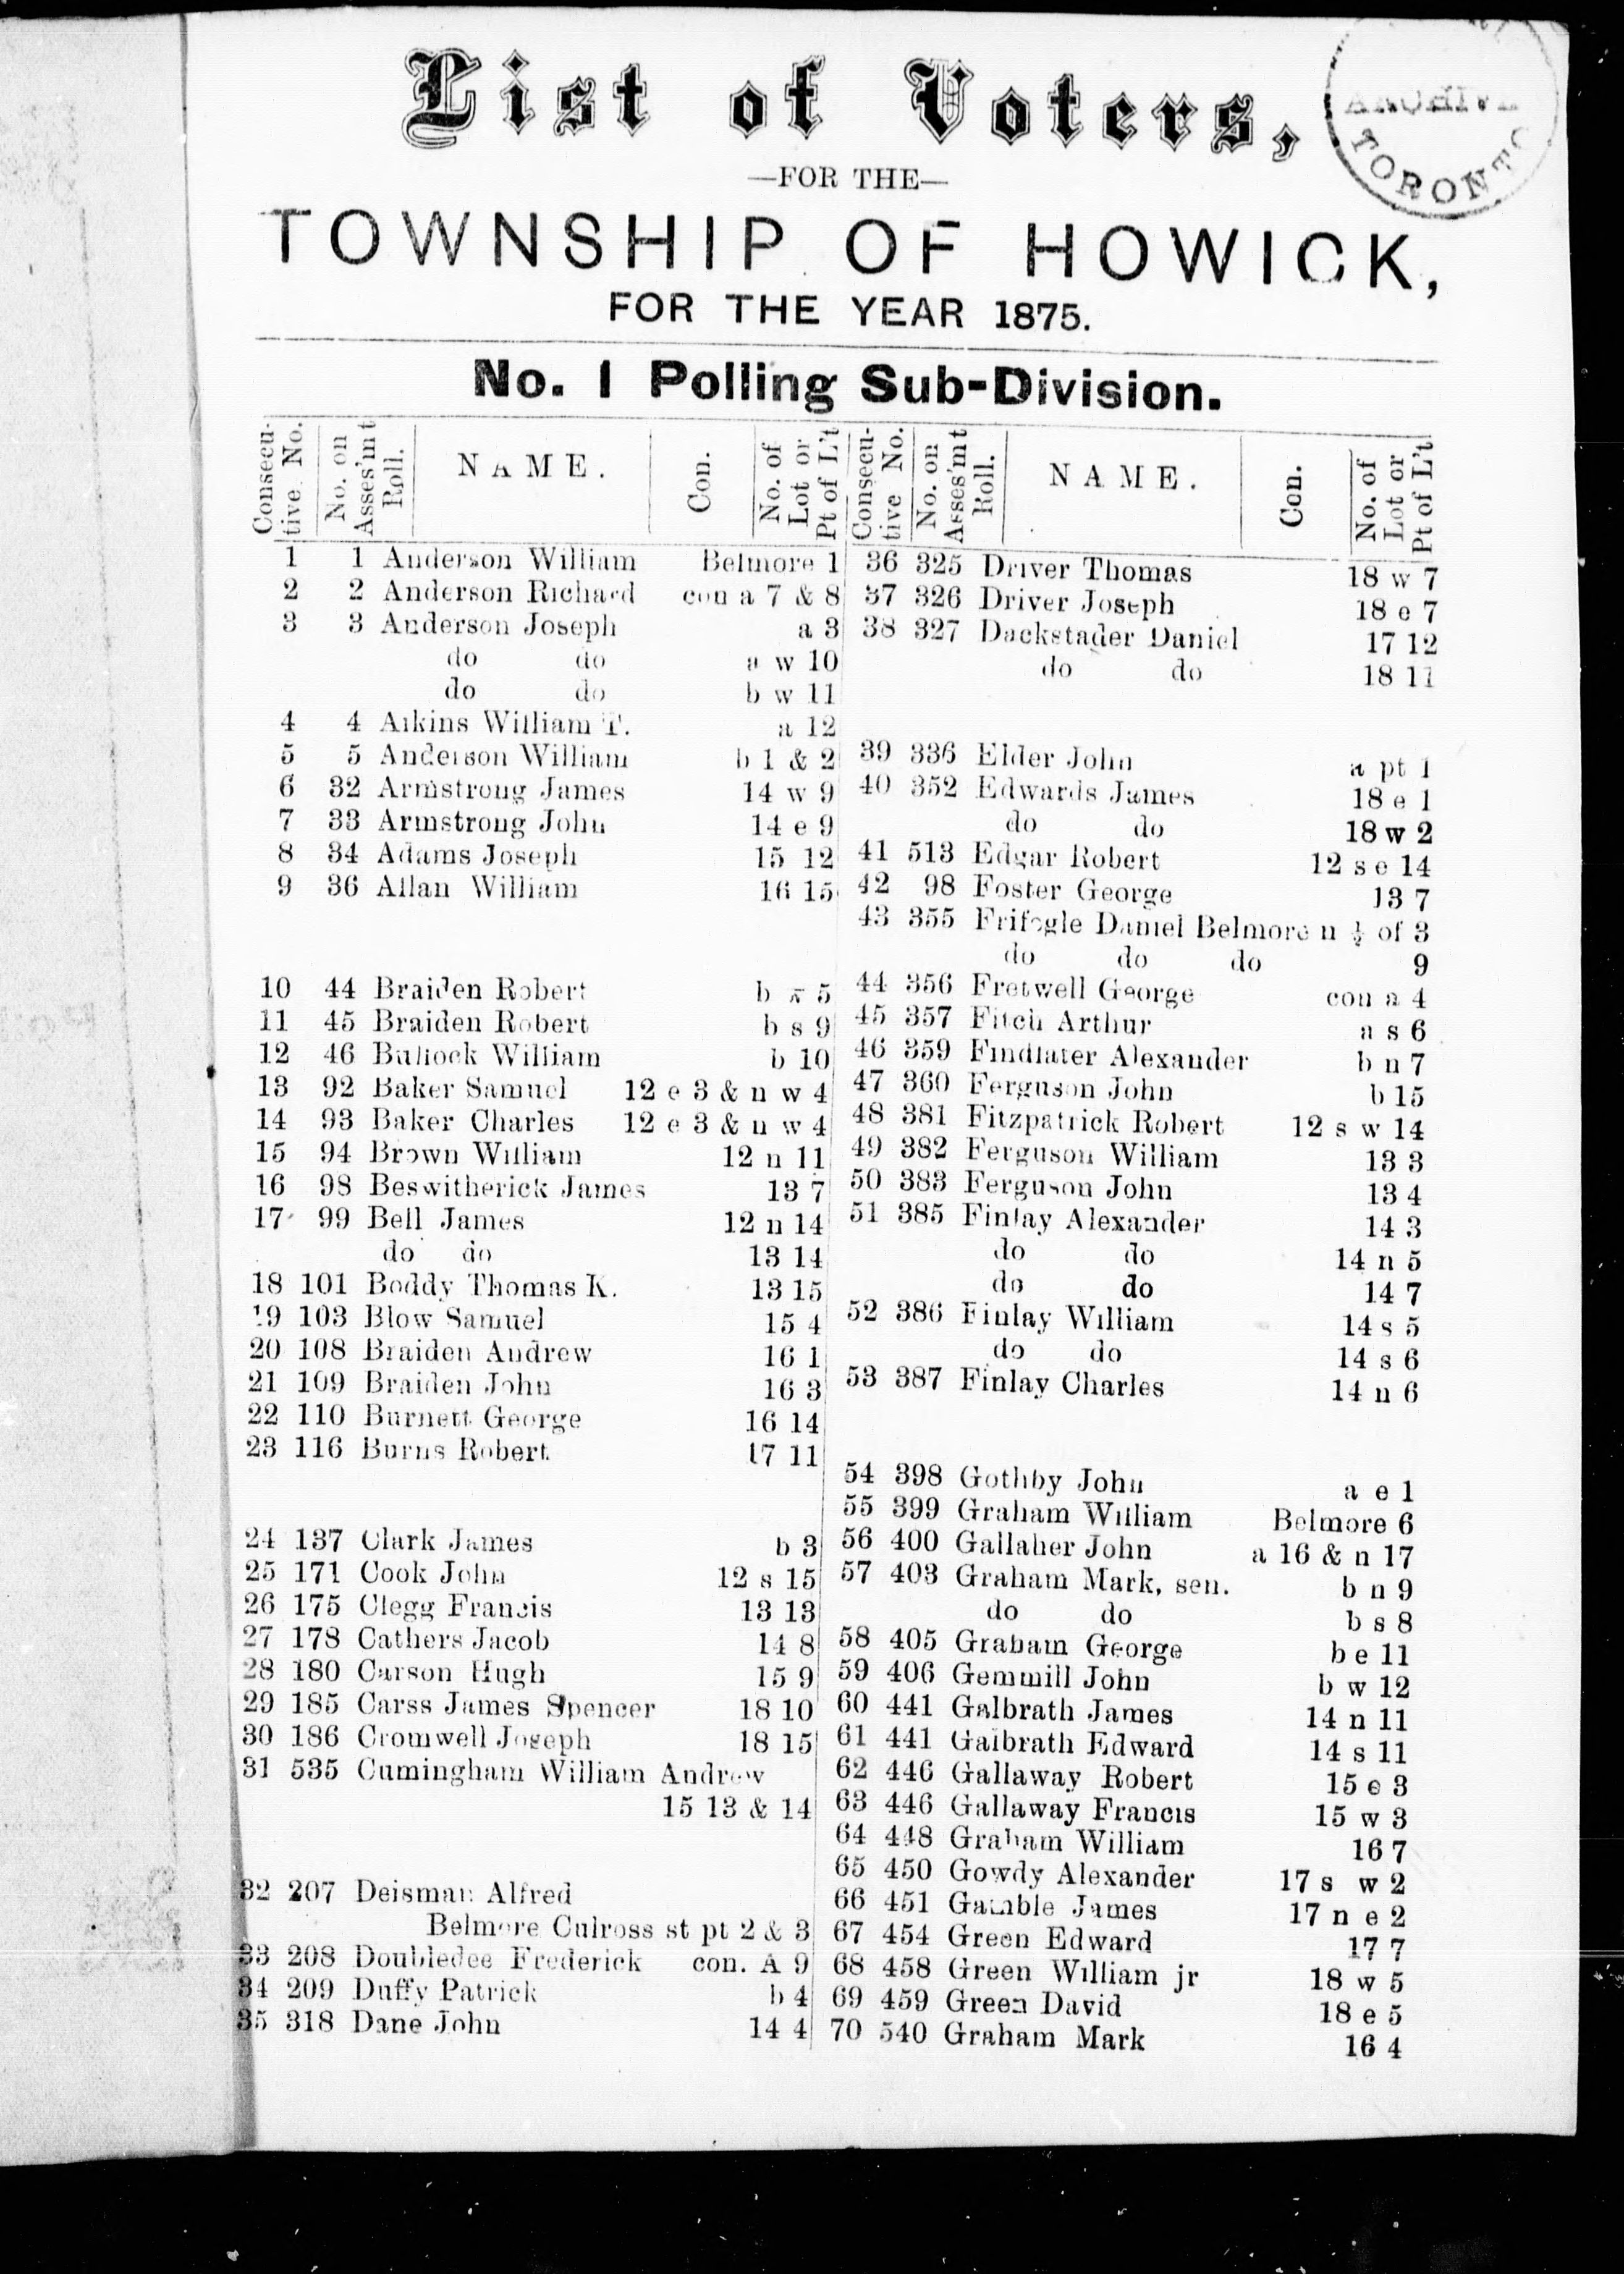 List of Voters,
ARCHIVE
TORONTO
—FOR THE—
TOWNSHIP OF HOWICK,
FOR THE YEAR 1875.
No. 1 Polling Sub-Division.
Consecu-tive No. No. on Asses'm't Roll. NAME. Con. No. of Lot or Pt of L't
1 1 Anderson William Belmore 1
2 2 Anderson Richard con a 7 & 8
3 3 Anderson Joseph a 3
do do a w 10
do do b w 11
4 4 Aikins William T. a 12
5 5 Anderson William b 1 & 2
6 32 Armstrong James 14 w 9
7 33 Armstrong John 14 e 9
8 34 Adams Joseph 15 12
9 36 Allan William 16 15
10 44 Braiden Robert b 5
11 45 Braiden Robert b s 9
12 46 Bullock William b 10
13 92 Baker Samuel 12 e 3 & n w 4
14 93 Baker Charles 12 e 3 & n w 4
15 94 Brown William 12 n 11
16 98 Beswitherick James 13 7
17 99 Bell James 12 n 14
do do 13 14
18 101 Boddy Thomas K. 13 15
19 103 Blow Samuel 15 4
20 108 Braiden Andrew 16 1
21 109 Braiden John 16 3
22 110 Burnett George 16 14
23 116 Burns Robert 17 11
24 137 Clark James b 3
25 171 Cook John 12 s 15
26 175 Clegg Francis 13 13
27 178 Cathers Jacob 14 8
28 180 Carson Hugh 15 9
29 185 Carss James Spencer 18 10
30 186 Cromwell Joseph 18 15
31 535 Cumingham William Andrew
15 13 & 14
32 207 Deisman Alfred
Belmore Culross st pt 2 & 3
33 208 Doubledee Frederick con. A 9
34 209 Duffy Patrick b 4
35 318 Dane John 14 4
Consecu-tive No. No. on Asses'm't Roll. NAME. Con. No. of Lot or Pt of L't
36 325 Driver Thomas 18 w 7
37 326 Driver Joseph 18 e 7
38 327 Dackstader Daniel 17 12
do do 18 11
39 336 Elder John a pt 1
40 352 Edwards James 18 e 1
do do 18 w 2
41 513 Edgar Robert 12 s e 14
42 98 Foster George 13 7
43 355 Frifogle Daniel Belmore n ½ of 3
do do do 9
44 356 Fretwell George con a 4
45 357 Fitch Arthur a s 6
46 359 Findlater Alexander b n 7
47 360 Ferguson John b 15
48 381 Fitzpatrick Robert 12 s w 14
49 382 Ferguson William 13 3
50 383 Ferguson John 13 4
51 385 Finlay Alexander 14 3
do do 14 n 5
do do 14 7
52 386 Finlay William 14 s 5
do do 14 s 6
53 387 Finlay Charles 14 n 6
54 398 Gothby John a e 1
55 399 Graham William Belmore 6
56 400 Gallaher John a 16 & n 17
57 403 Graham Mark, sen. b n 9
do do b s 8
58 405 Graham George b e 11
59 406 Gemmill John b w 12
60 441 Galbrath James 14 n 11
61 441 Galbrath Edward 14 s 11
62 446 Gallaway Robert 15 e 3
63 446 Gallaway Francis 15 w 3
64 448 Graham William 16 7
65 450 Gowdy Alexander 17 s w 2
66 451 Gamble James 17 n e 2
67 454 Green Edward 17 7
68 458 Green William jr 18 w 5
69 459 Green David 18 e 5
70 540 Graham Mark 16 4